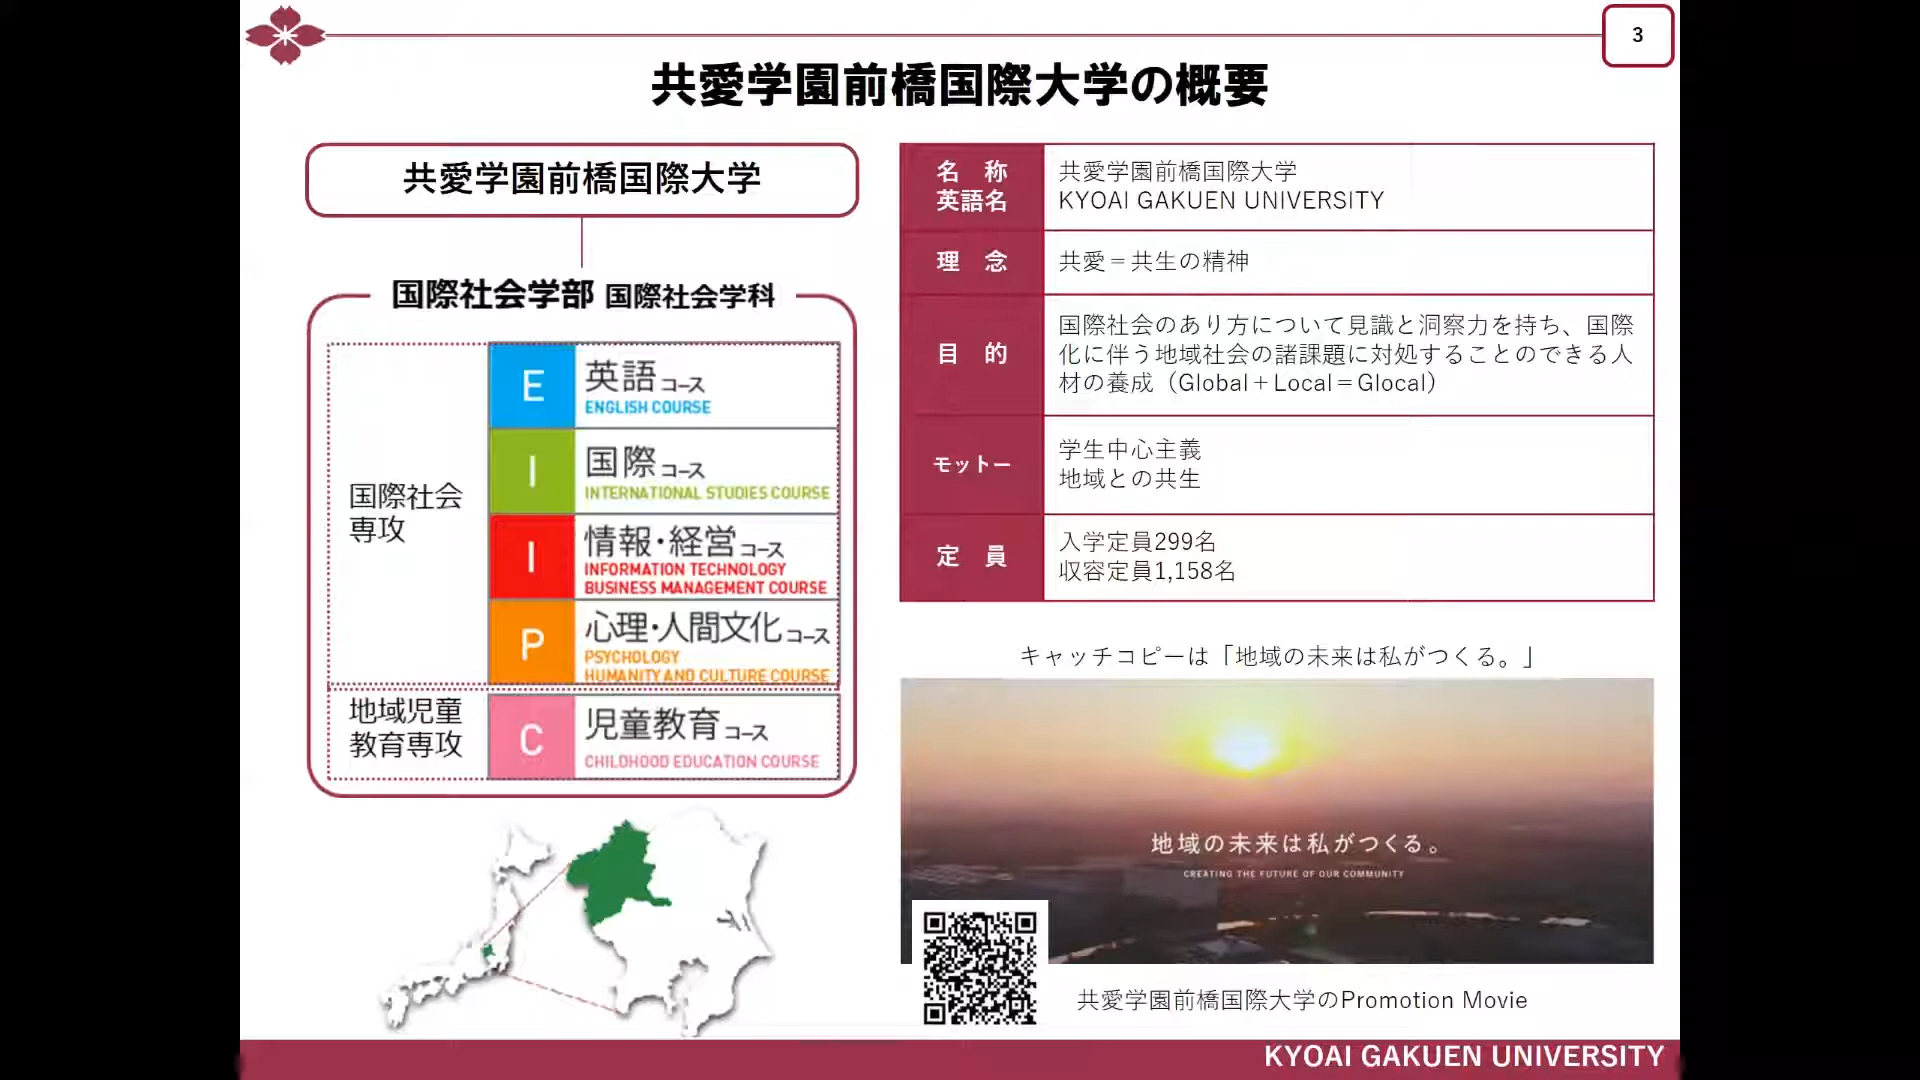 3
共愛学園前橋国際大学の概要
共愛学園前橋国際大学
国際社会学部 国際社会学科
国際社会
専攻
E
英語コース
ENGLISH COURSE
I
国際コース
INTERNATIONAL STUDIES COURSE
I
情報・経営コース
INFORMATION TECHNOLOGY
BUSINESS MANAGEMENT COURSE
P
心理・人間文化コース
PSYCHOLOGY
HUMANITY AND CULTURE COURSE
地域児童
教育専攻
C
児童教育コース
CHILDHOOD EDUCATION COURSE
名 称
英語名
共愛学園前橋国際大学
KYOAI GAKUEN UNIVERSITY
理 念
共愛＝共生の精神
目 的
国際社会のあり方について見識と洞察力を持ち、国際
化に伴う地域社会の諸課題に対処することのできる人
材の養成（Global＋Local＝Glocal）
モットー
学生中心主義
地域との共生
定 員
入学定員299名
収容定員1,158名
キャッチコピーは「地域の未来は私がつくる。」
地域の未来は私がつくる。
CREATING THE FUTURE OF OUR COMMUNITY
共愛学園前橋国際大学のPromotion Movie
KYOAI GAKUEN UNIVERSITY